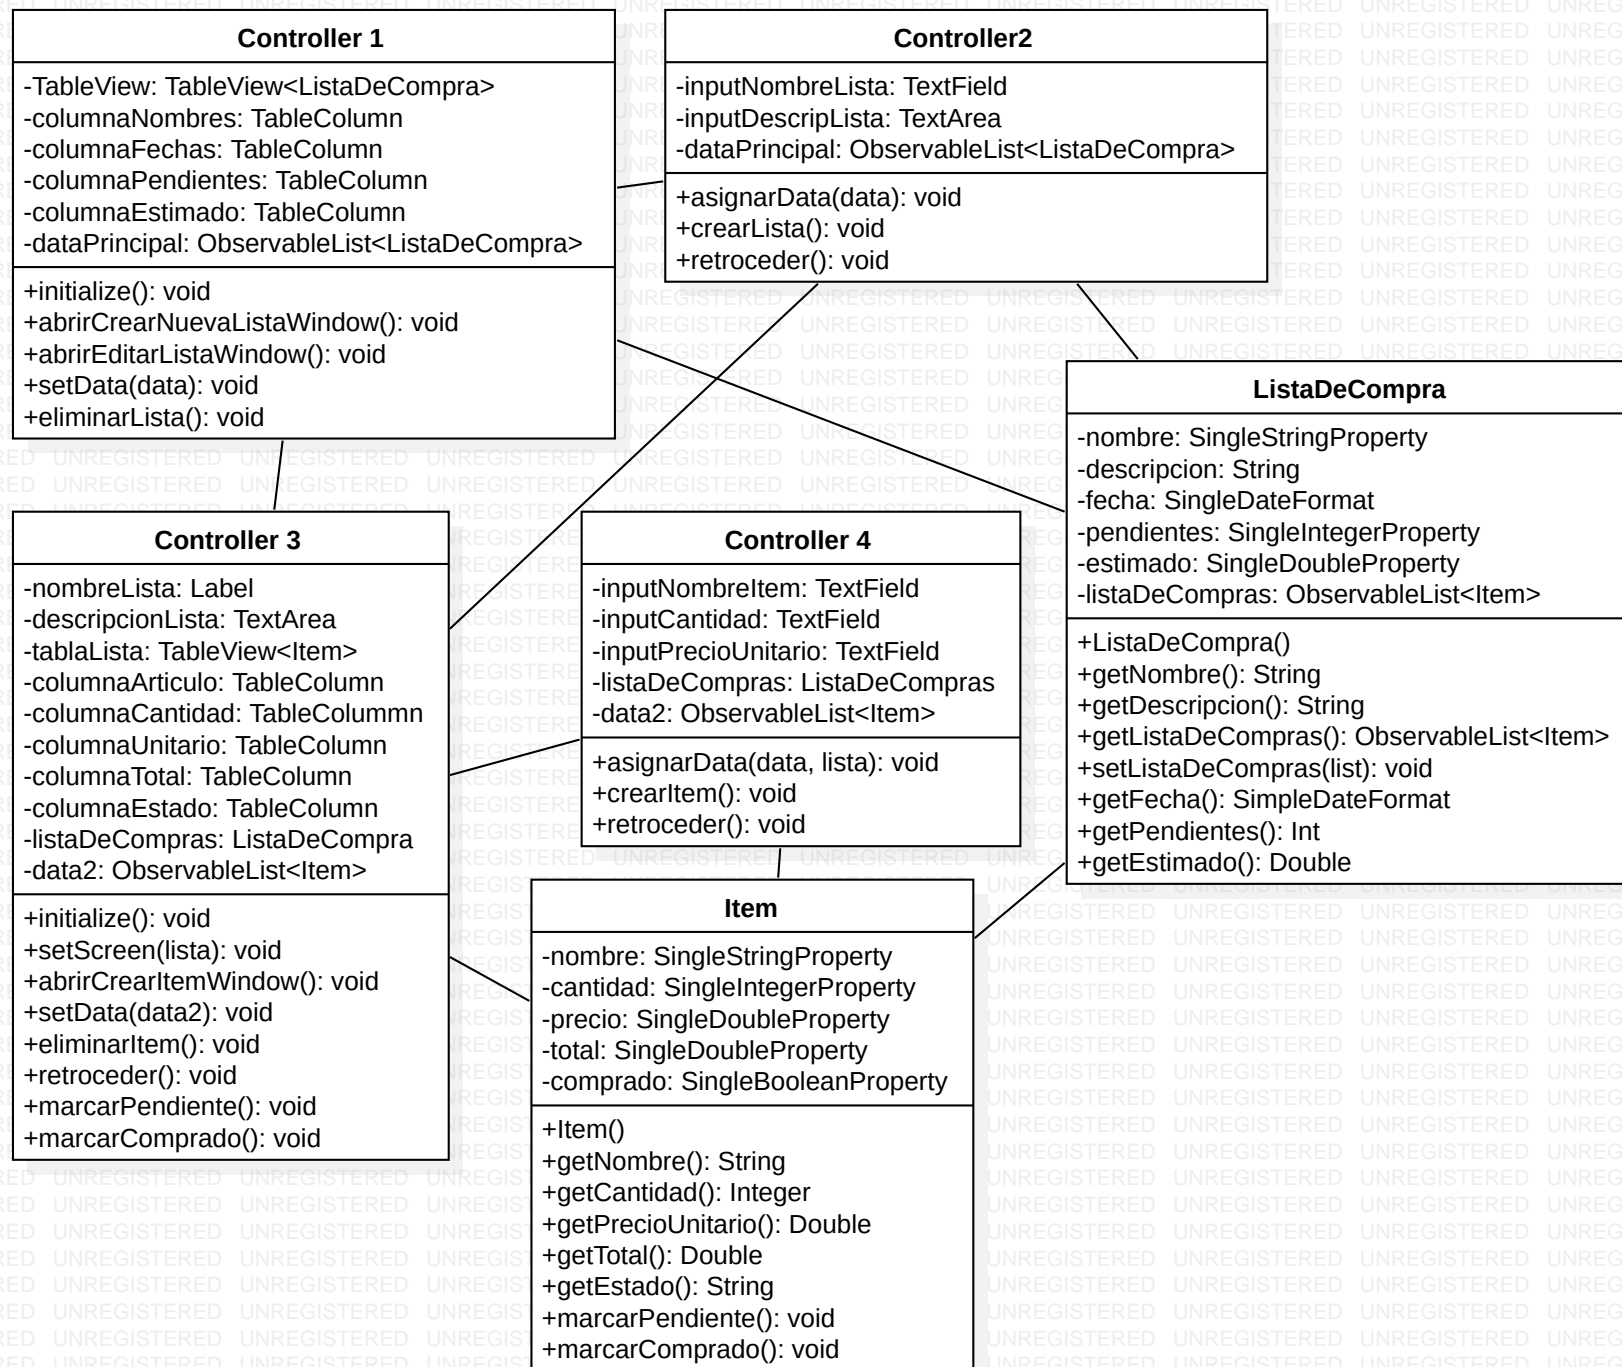 Controller 1
-TableView: TableView<ListaDeCompra>
-columnaNombres: TableColumn
-columnaFechas: TableColumn
-columnaPendientes: TableColumn
-columnaEstimado: TableColumn
-dataPrincipal: ObservableList<ListaDeCompra>
+initialize(): void
+abrirCrearNuevaListaWindow(): void
+abrirEditarListaWindow(): void
+setData(data): void
+eliminarLista(): void
Controller2
-inputNombreLista: TextField
-inputDescripLista: TextArea
-dataPrincipal: ObservableList<ListaDeCompra>
+asignarData(data): void
+crearLista(): void
+retroceder(): void
ListaDeCompra
-nombre: SingleStringProperty
-descripcion: String
-fecha: SingleDateFormat
-pendientes: SingleIntegerProperty
-estimado: SingleDoubleProperty
-listaDeCompras: ObservableList<Item>
+ListaDeCompra()
+getNombre(): String
+getDescripcion(): String
+getListaDeCompras(): ObservableList<Item>
+setListaDeCompras(list): void
+getFecha(): SimpleDateFormat
+getPendientes(): Int
+getEstimado(): Double
Controller 3
-nombreLista: Label
-descripcionLista: TextArea
-tablaLista: TableView<Item>
-columnaArticulo: TableColumn
-columnaCantidad: TableColummn
-columnaUnitario: TableColumn
-columnaTotal: TableColumn
-columnaEstado: TableColumn
-listaDeCompras: ListaDeCompra
-data2: ObservableList<Item>
+initialize(): void
+setScreen(lista): void
+abrirCrearItemWindow(): void
+setData(data2): void
+eliminarItem(): void
+retroceder(): void
+marcarPendiente(): void
+marcarComprado(): void
Controller 4
-inputNombreItem: TextField
-inputCantidad: TextField
-inputPrecioUnitario: TextField
-listaDeCompras: ListaDeCompras
-data2: ObservableList<Item>
+asignarData(data, lista): void
+crearItem(): void
+retroceder(): void
Item
-nombre: SingleStringProperty
-cantidad: SingleIntegerProperty
-precio: SingleDoubleProperty
-total: SingleDoubleProperty
-comprado: SingleBooleanProperty
+Item()
+getNombre(): String
+getCantidad(): Integer
+getPrecioUnitario(): Double
+getTotal(): Double
+getEstado(): String
+marcarPendiente(): void
+marcarComprado(): void
UNREGISTERED